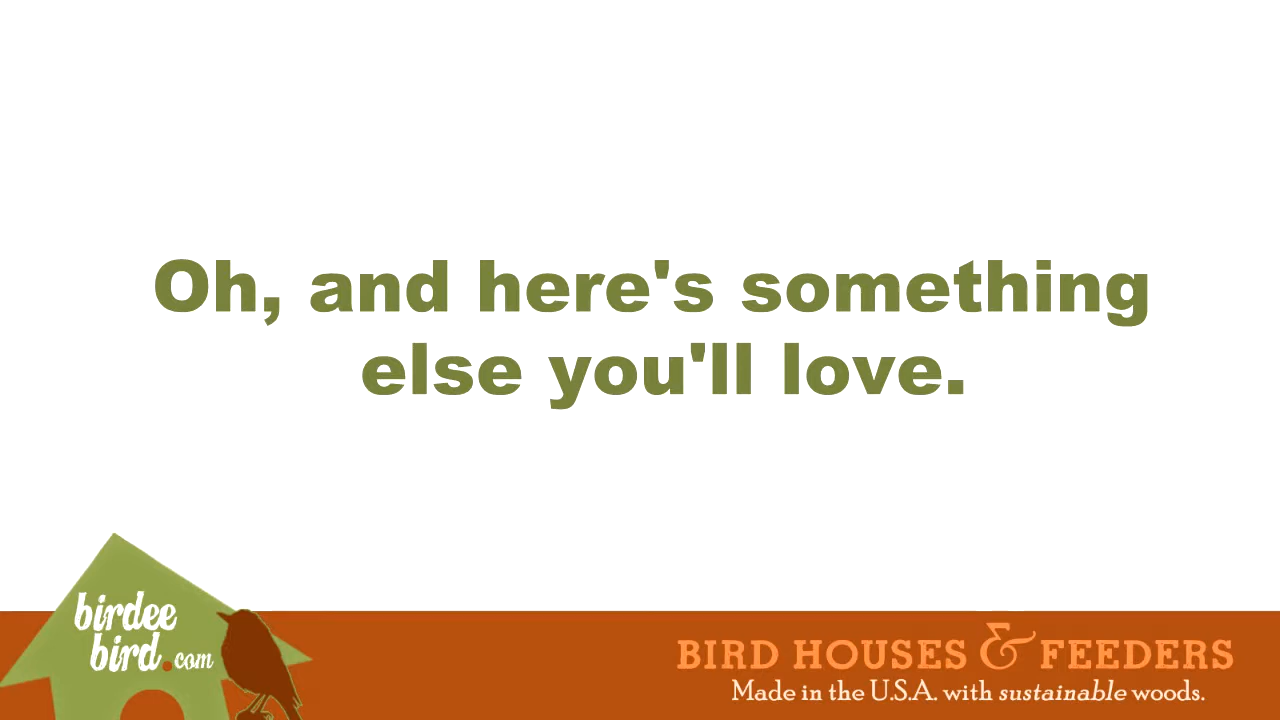 Oh, and here's something
else you'll love.
birdee
bird.com
BIRD HOUSES & FEEDERS
Made in the U.S.A. with sustainable woods.